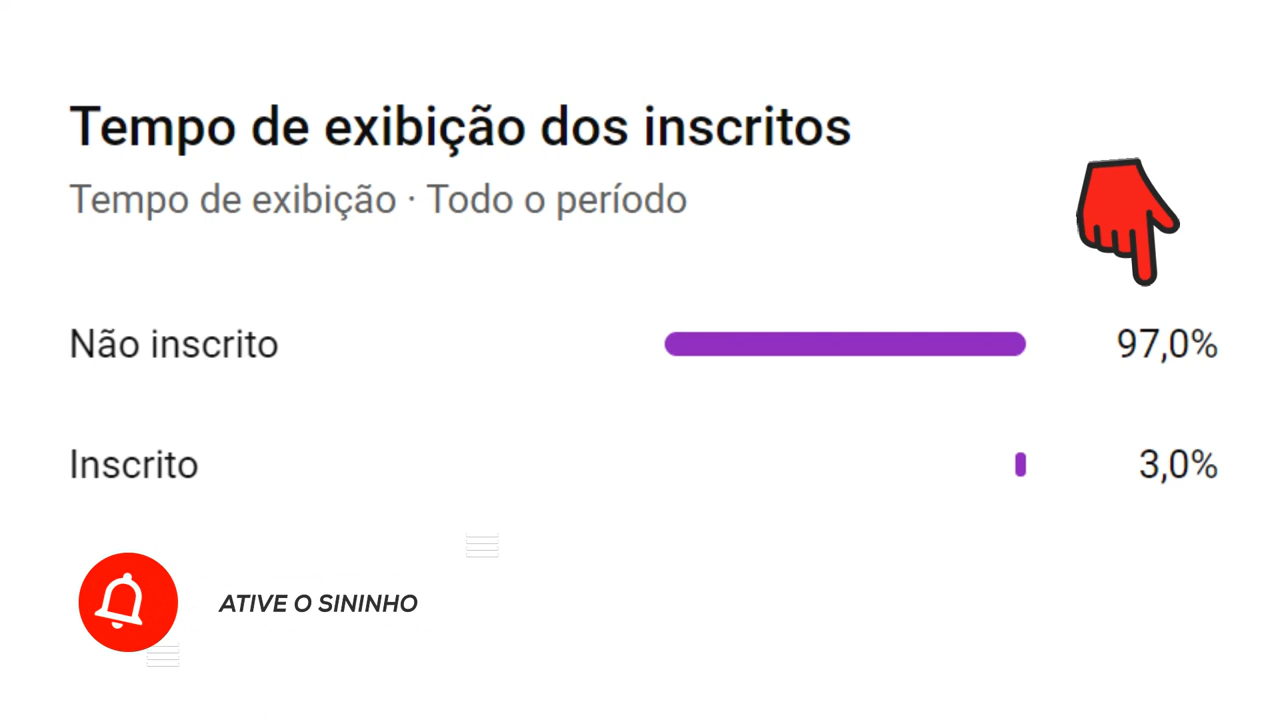 Tempo de exibição dos inscritos
Tempo de exibição · Todo o período
Não inscrito 97,0%
Inscrito 3,0%
ATIVE O SININHO